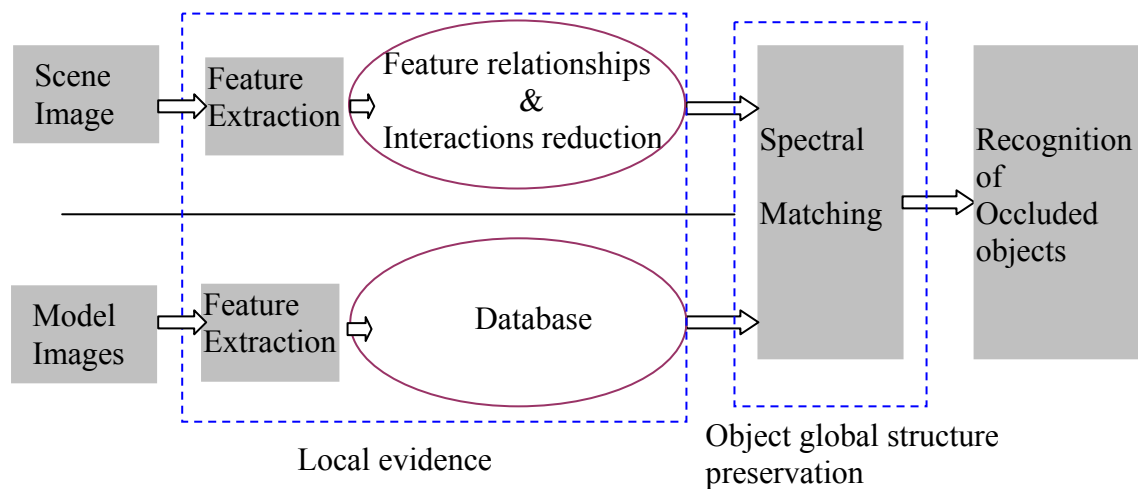 Scene
Image
Feature
Extraction
Feature relationships
&
Interactions reduction
Spectral
Matching
Recognition
of
Occluded
objects
Model
Images
Feature
Extraction
Database
Local evidence
Object global structure
preservation